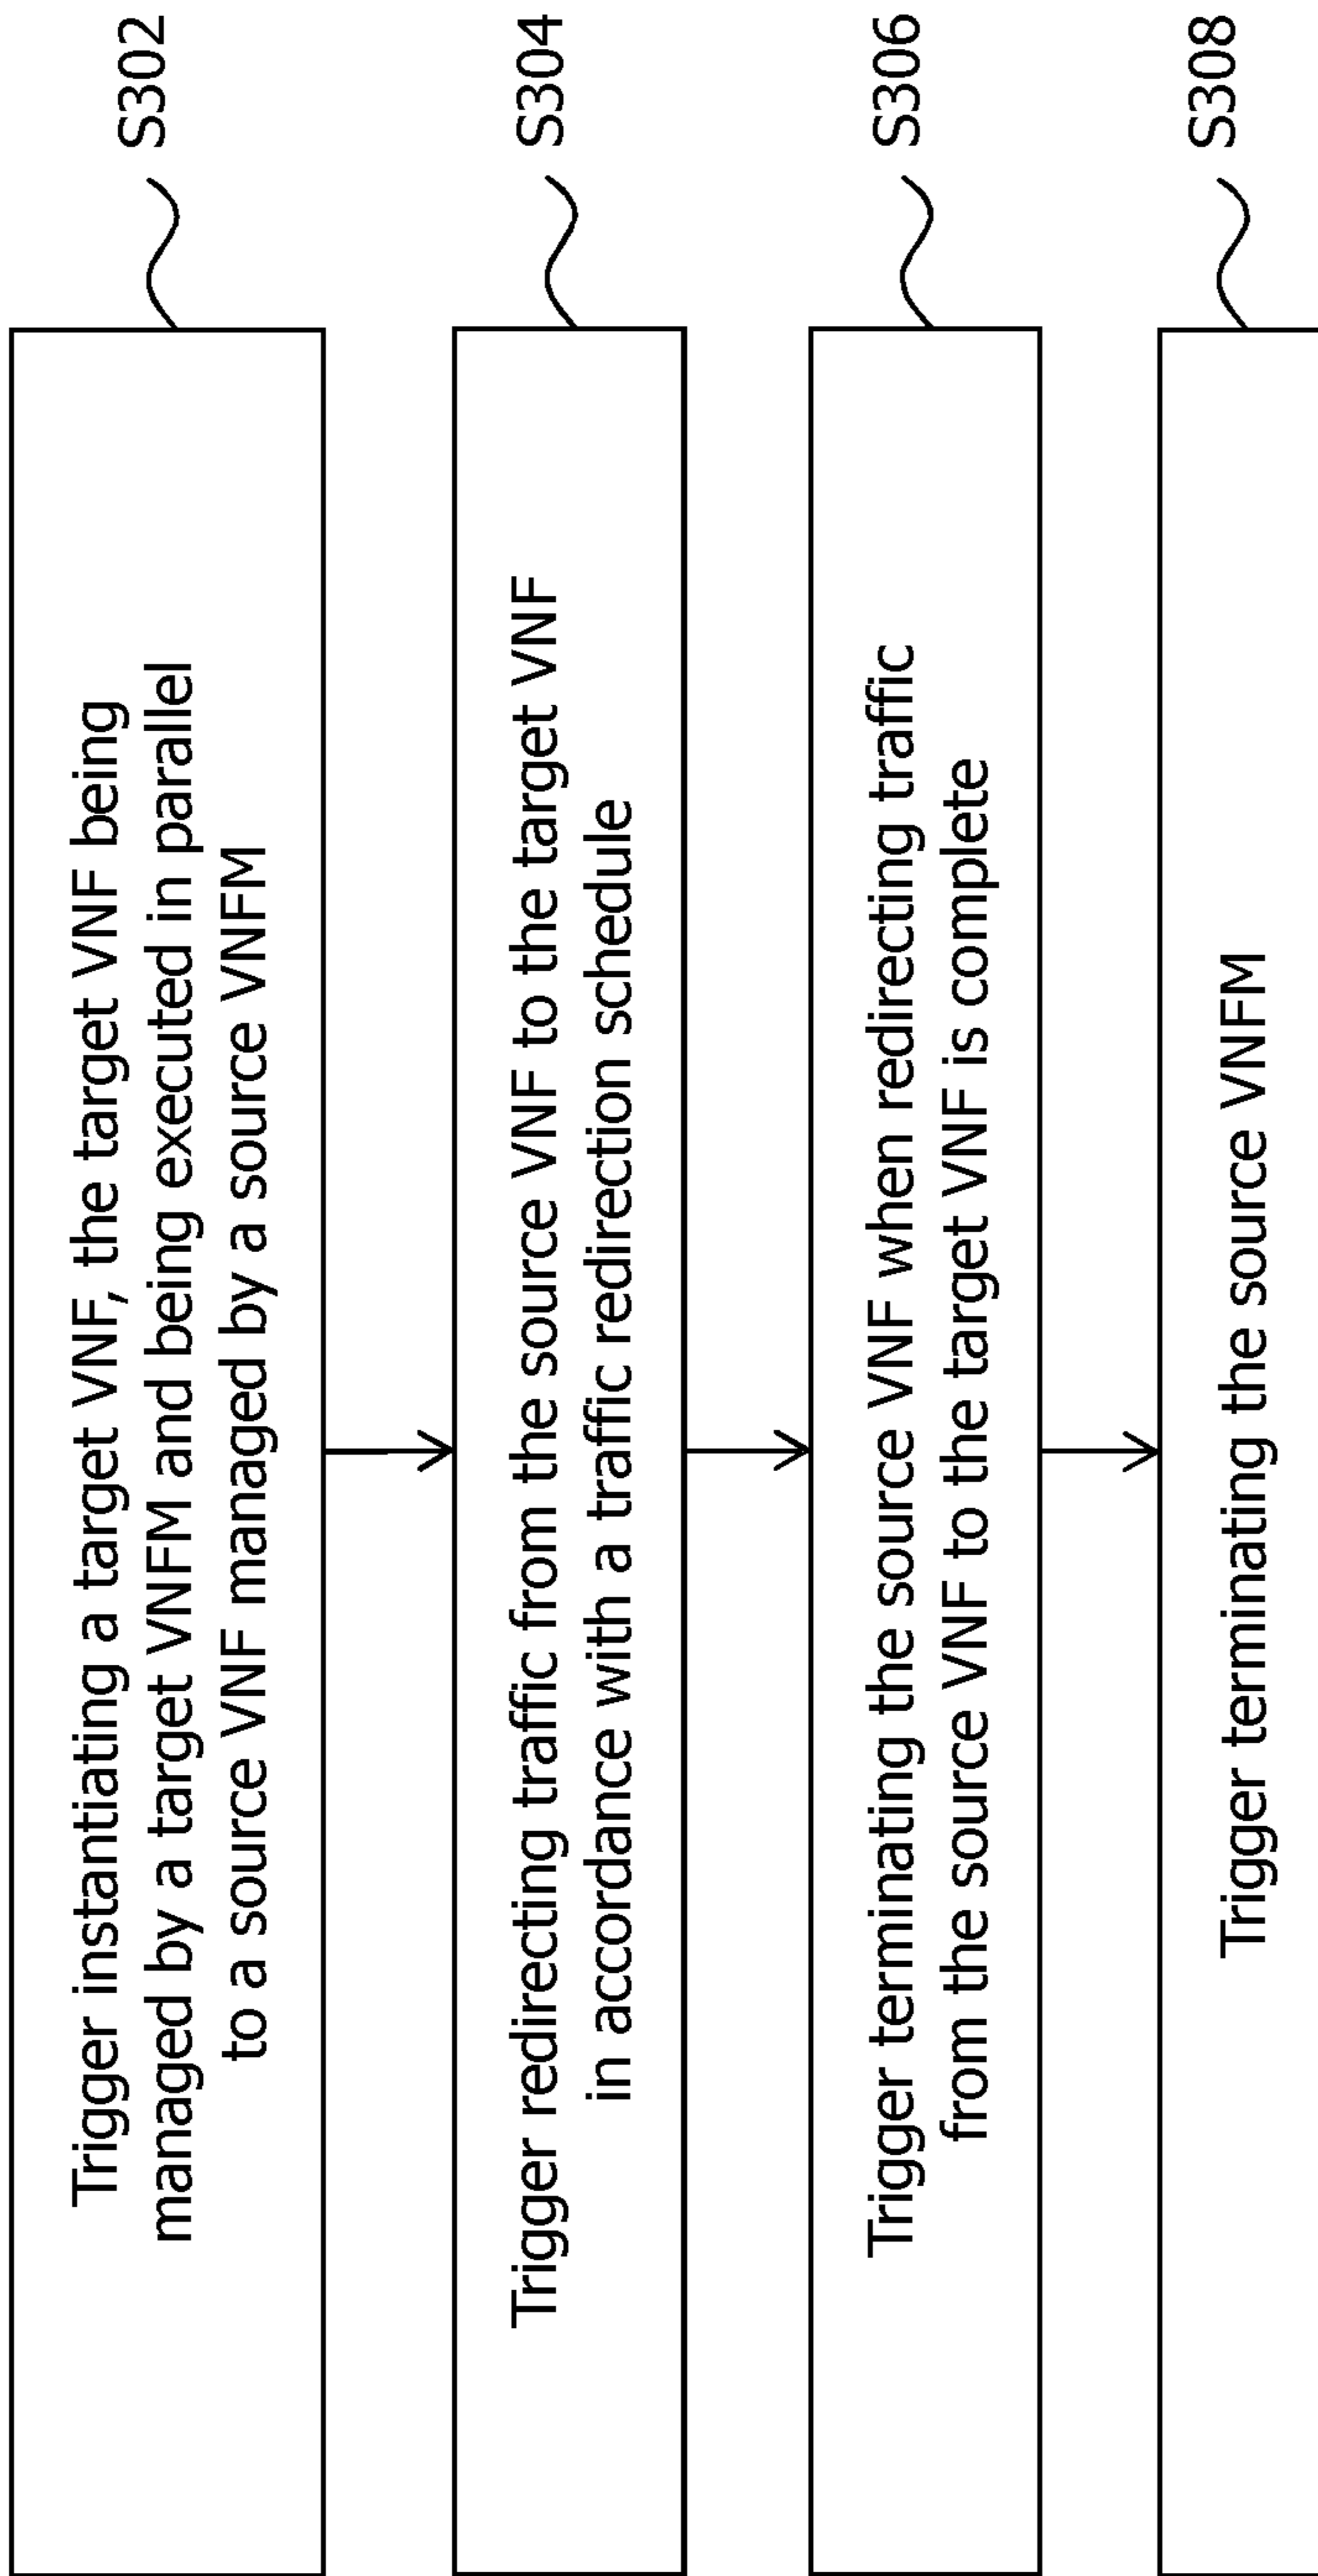 Trigger instantiating a target VNF, the target VNF being
managed by a target VNFM and being executed in parallel
to a source VNF managed by a source VNFM
S302
Trigger redirecting traffic from the source VNF to the target VNF
in accordance with a traffic redirection schedule
S304
Trigger terminating the source VNF when redirecting traffic
from the source VNF to the target VNF is complete
S306
Trigger terminating the source VNFM
S308